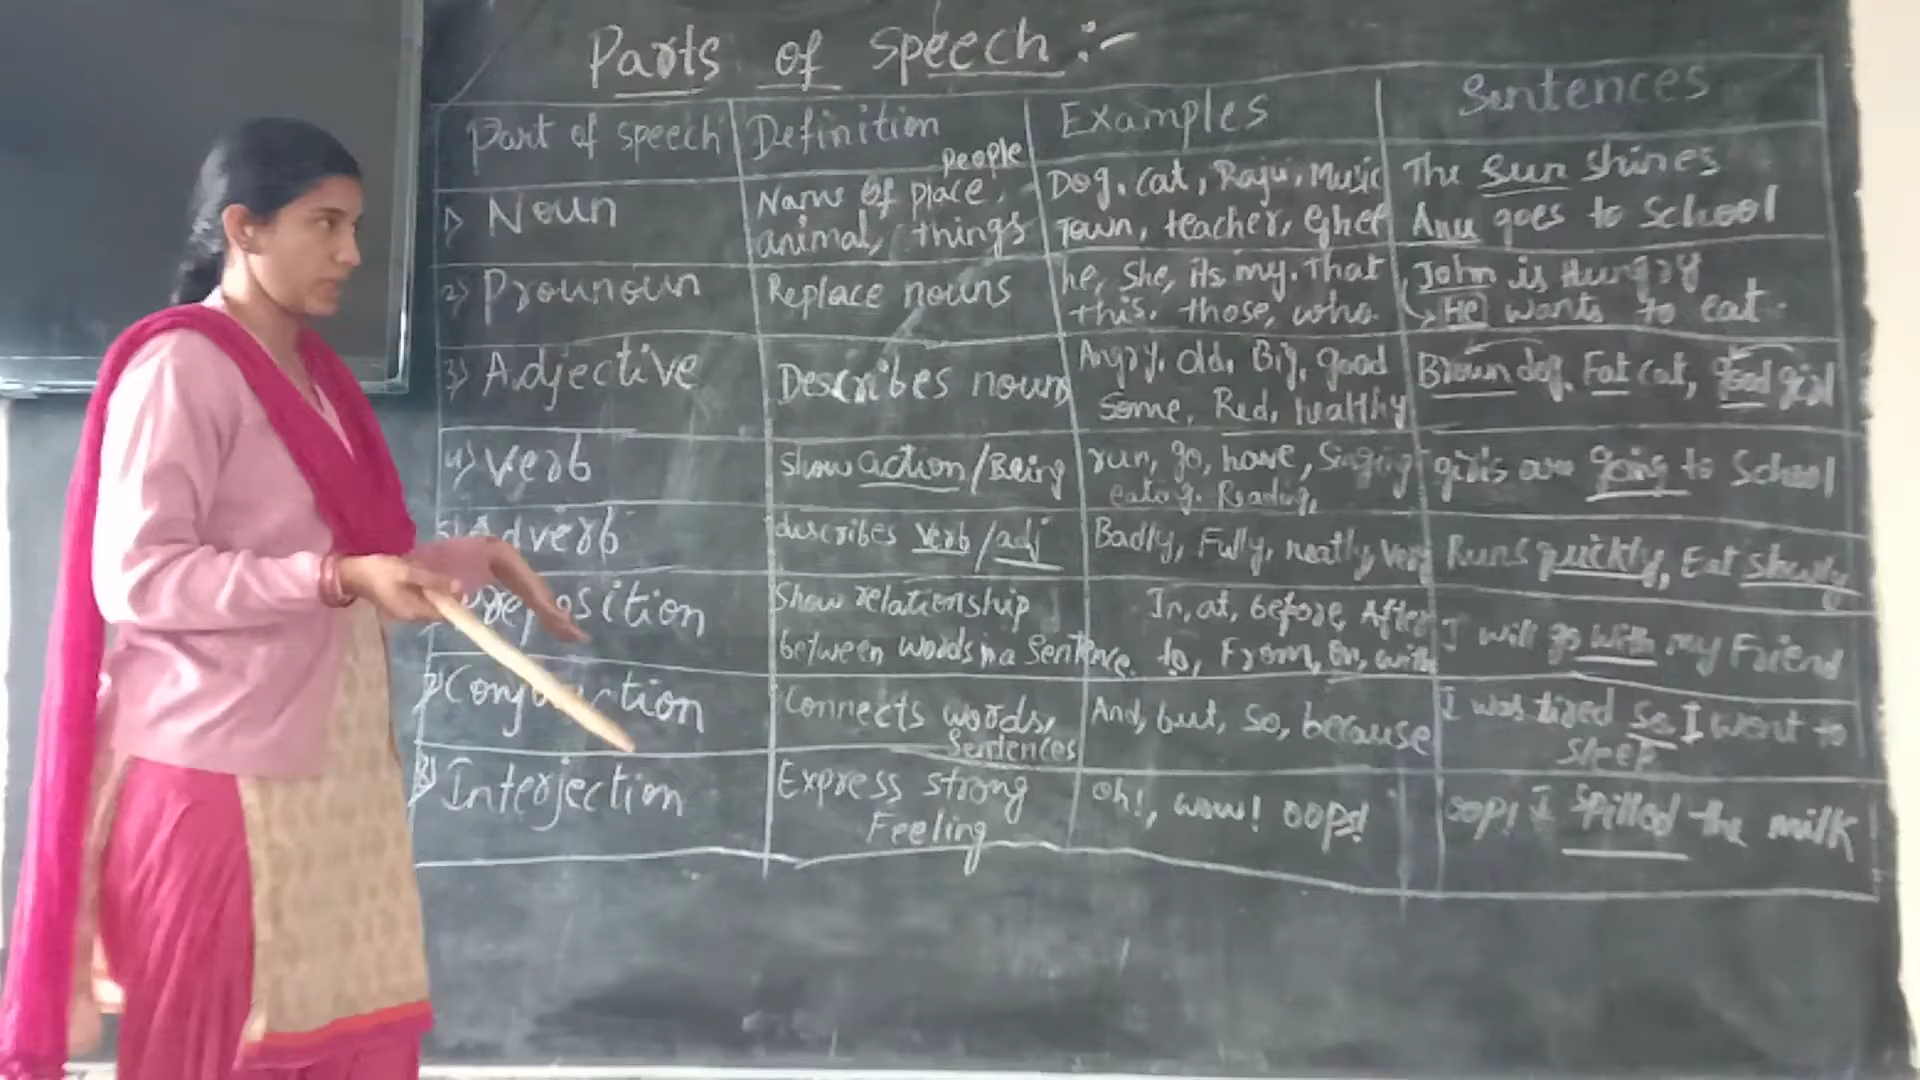 Parts of Speech :-
Part of speech Definition Examples Sentences
1) Noun
people
Name of place,
animal, things
Dog, Cat, Raju, Music
Town, teacher, Ghee
The Sun shines
Anu goes to School
2) Prounoun
Replace nouns
he, She, its my. That
this. those, who.
John is Hungry
He wants to eat.
3) Adjective
Describes nouns
Angry, old, Big, good
Some, Red, healthy
Brown dog, Fat cat, good girl
4) Verb
Show action/Being
run, go, have, Singing
eating. Reading,
girls are going to School
5) Adverb
describes verb/adj
Badly, Fully, neatly, very
Runs quickly, Eat slowly
Preposition
Show relationship
between words in a Sentence.
In, at, before, After
to, From, on, with
I will go with my Friend
7) Conjunction
Connects words,
Sentences
And, but, So, because
I was tired So I went to
sleep
8) Interjection
Express strong
Feeling
oh!, wow! oops!
oop! I spilled the milk